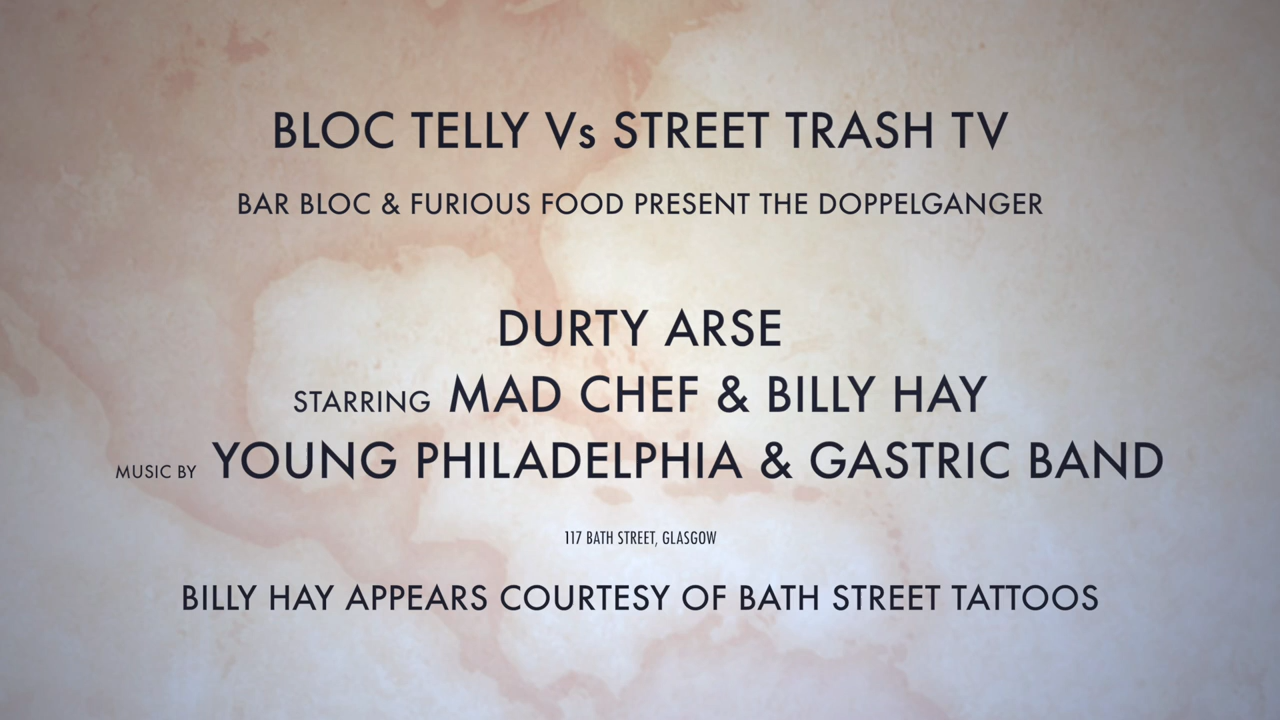 BLOC TELLY Vs STREET TRASH TV
BAR BLOC & FURIOUS FOOD PRESENT THE DOPPELGANGER
DURTY ARSE
STARRING MAD CHEF & BILLY HAY
MUSIC BY YOUNG PHILADELPHIA & GASTRIC BAND
117 BATH STREET, GLASGOW
BILLY HAY APPEARS COURTESY OF BATH STREET TATTOOS